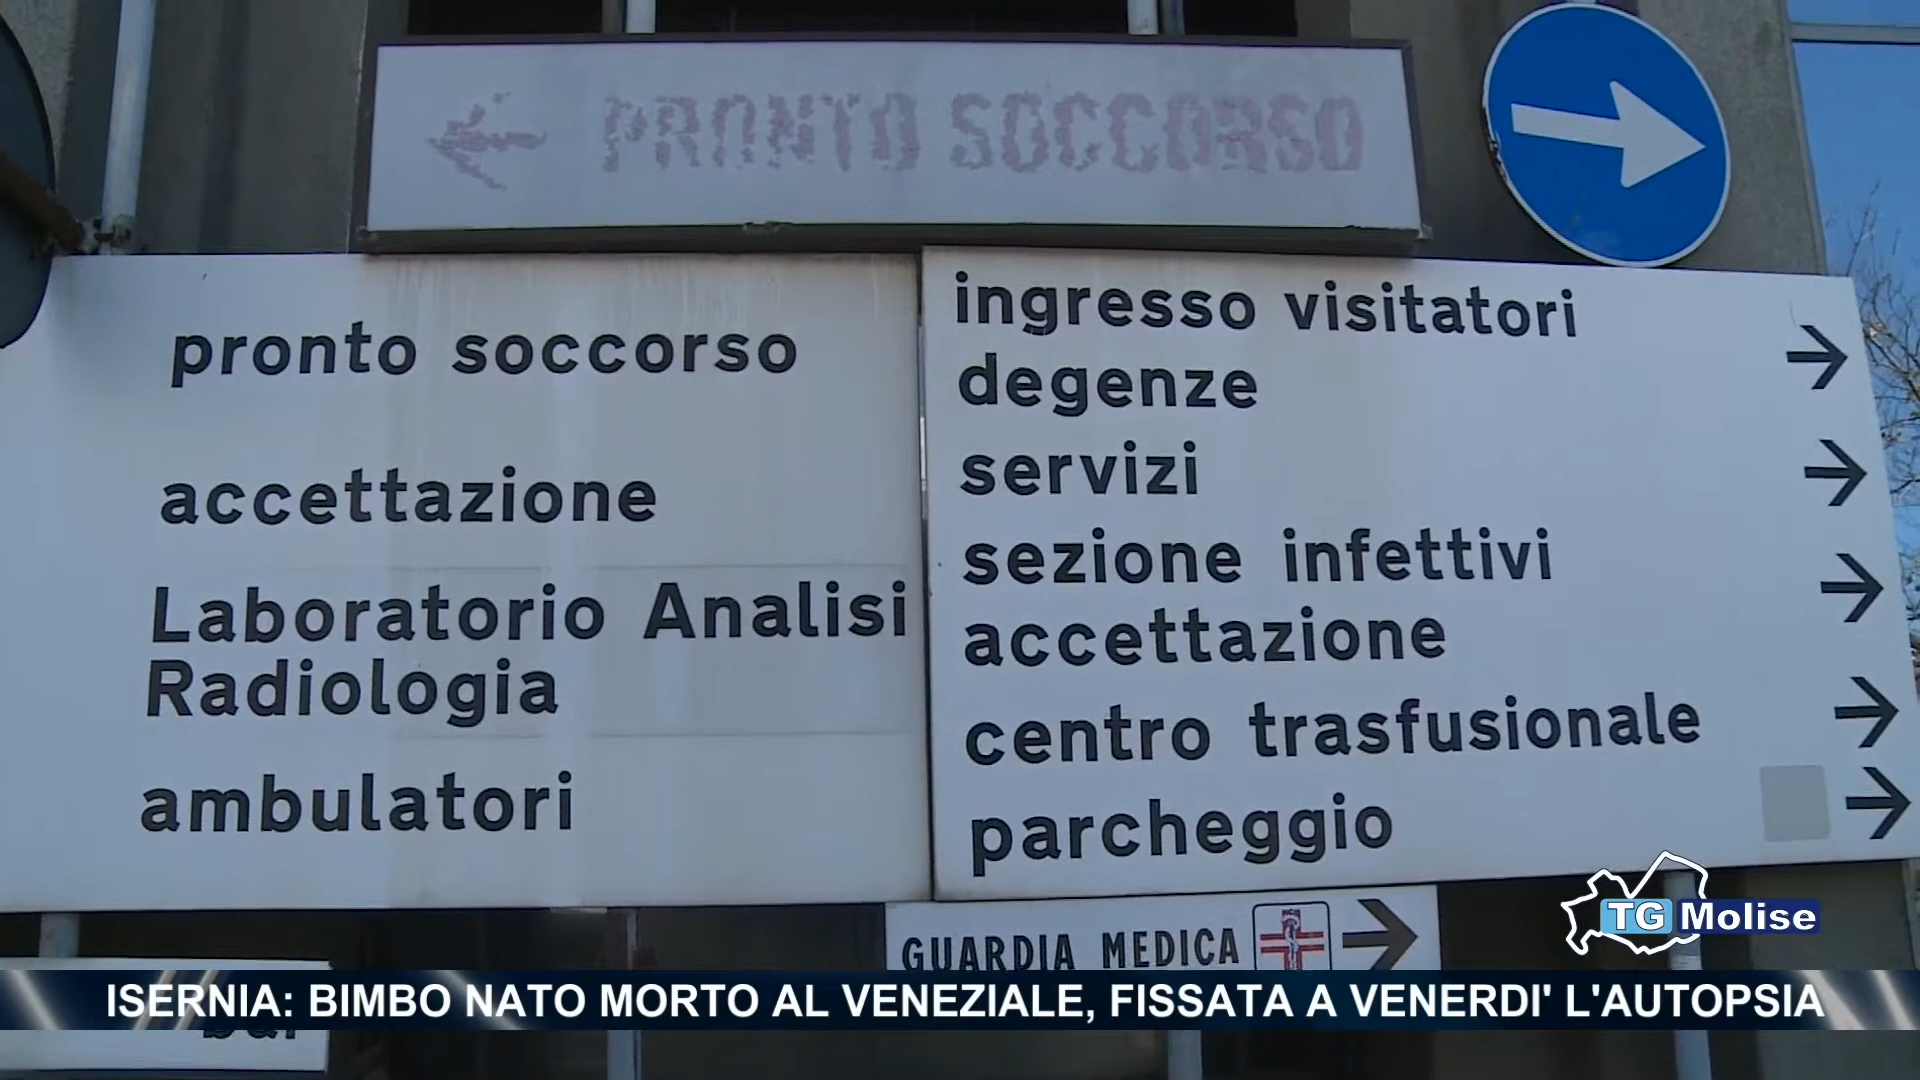 PRONTO SOCCORSO
pronto soccorso
accettazione
Laboratorio Analisi
Radiologia
ambulatori
ingresso visitatori
degenze
servizi
sezione infettivi
accettazione
centro trasfusionale
parcheggio
GUARDIA MEDICA
TG Molise
ISERNIA: BIMBO NATO MORTO AL VENEZIALE, FISSATA A VENERDI' L'AUTOPSIA
bar